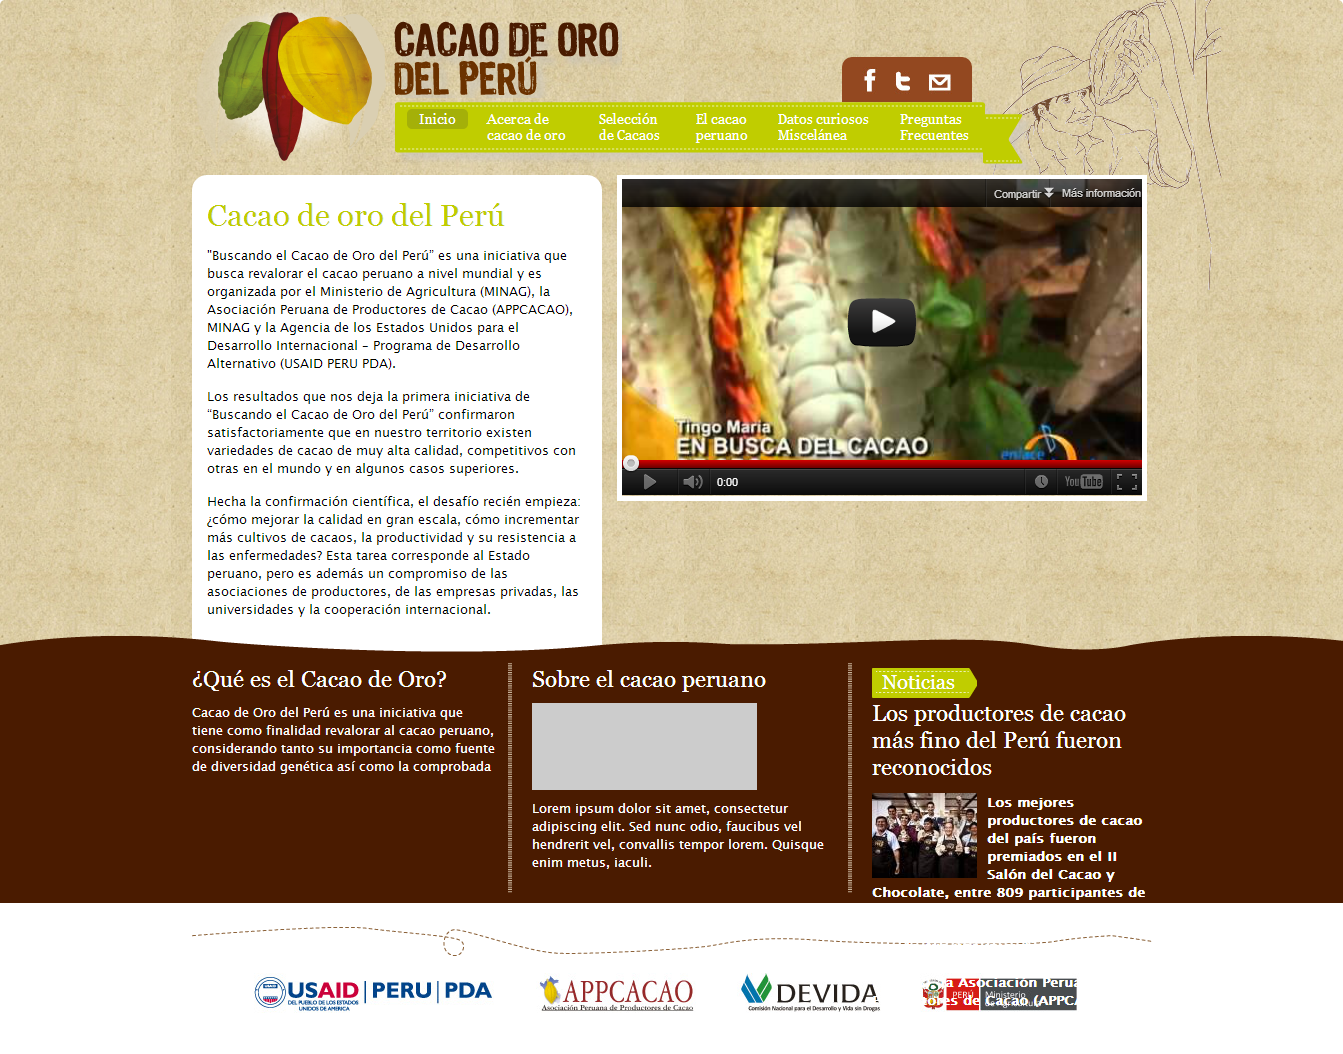 CACAO DE ORO
DEL PERÚ
Inicio
Acerca de
cacao de oro
Selección
de Cacaos
El cacao
peruano
Datos curiosos
Miscelánea
Preguntas
Frecuentes
Cacao de oro del Perú
"Buscando el Cacao de Oro del Perú” es una iniciativa que
busca revalorar el cacao peruano a nivel mundial y es
organizada por el Ministerio de Agricultura (MINAG), la
Asociación Peruana de Productores de Cacao (APPCACAO),
MINAG y la Agencia de los Estados Unidos para el
Desarrollo Internacional – Programa de Desarrollo
Alternativo (USAID PERU PDA).
Los resultados que nos deja la primera iniciativa de
“Buscando el Cacao de Oro del Perú” confirmaron
satisfactoriamente que en nuestro territorio existen
variedades de cacao de muy alta calidad, competitivos con
otras en el mundo y en algunos casos superiores.
Hecha la confirmación científica, el desafío recién empieza:
¿cómo mejorar la calidad en gran escala, cómo incrementar
más cultivos de cacaos, la productividad y su resistencia a
las enfermedades? Esta tarea corresponde al Estado
peruano, pero es además un compromiso de las
asociaciones de productores, de las empresas privadas, las
universidades y la cooperación internacional.
Compartir Más información
Tingo Maria
EN BUSCA DEL CACAO
enlace
0:00
YouTube
¿Qué es el Cacao de Oro?
Cacao de Oro del Perú es una iniciativa que
tiene como finalidad revalorar al cacao peruano,
considerando tanto su importancia como fuente
de diversidad genética así como la comprobada
Sobre el cacao peruano
Lorem ipsum dolor sit amet, consectetur
adipiscing elit. Sed nunc odio, faucibus vel
hendrerit vel, convallis tempor lorem. Quisque
enim metus, iaculi.
Noticias
Los productores de cacao
más fino del Perú fueron
reconocidos
Los mejores
productores de cacao
del país fueron
premiados en el II
Salón del Cacao y
Chocolate, entre 809 participantes de
USAID | PERU | PDA
DEL PUEBLO DE LOS ESTADOS
UNIDOS DE AMÉRICA
APPCACAO
Asociación Peruana de Productores de Cacao
DEVIDA
Comisión Nacional para el Desarrollo y Vida sin Drogas
a Asociación Perua
ores de Cacao (APPCA
PERÚ
Ministerio